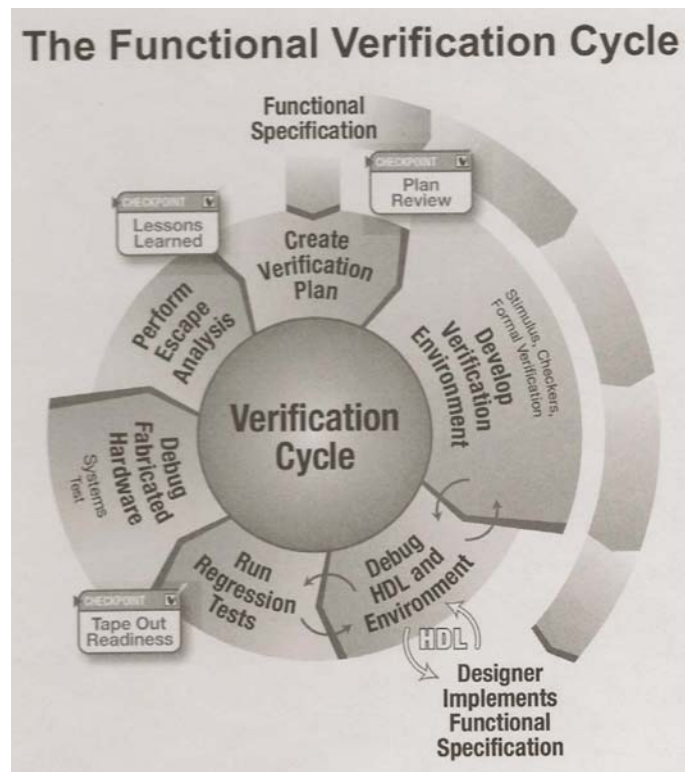 The Functional Verification Cycle
Functional
Specification
CHECKPOINT
Plan
Review
CHECKPOINT
Lessons
Learned
Create
Verification
Plan
Stimulus, Checkers,
Formal Verification
Develop
Verification
Environment
Perform
Escape
Analysis
Verification
Cycle
Debug
Fabricated
Hardware
Systems
Test
Run
Regression
Tests
Debug
HDL and
Environment
CHECKPOINT
Tape Out
Readiness
HDL
Designer
Implements
Functional
Specification